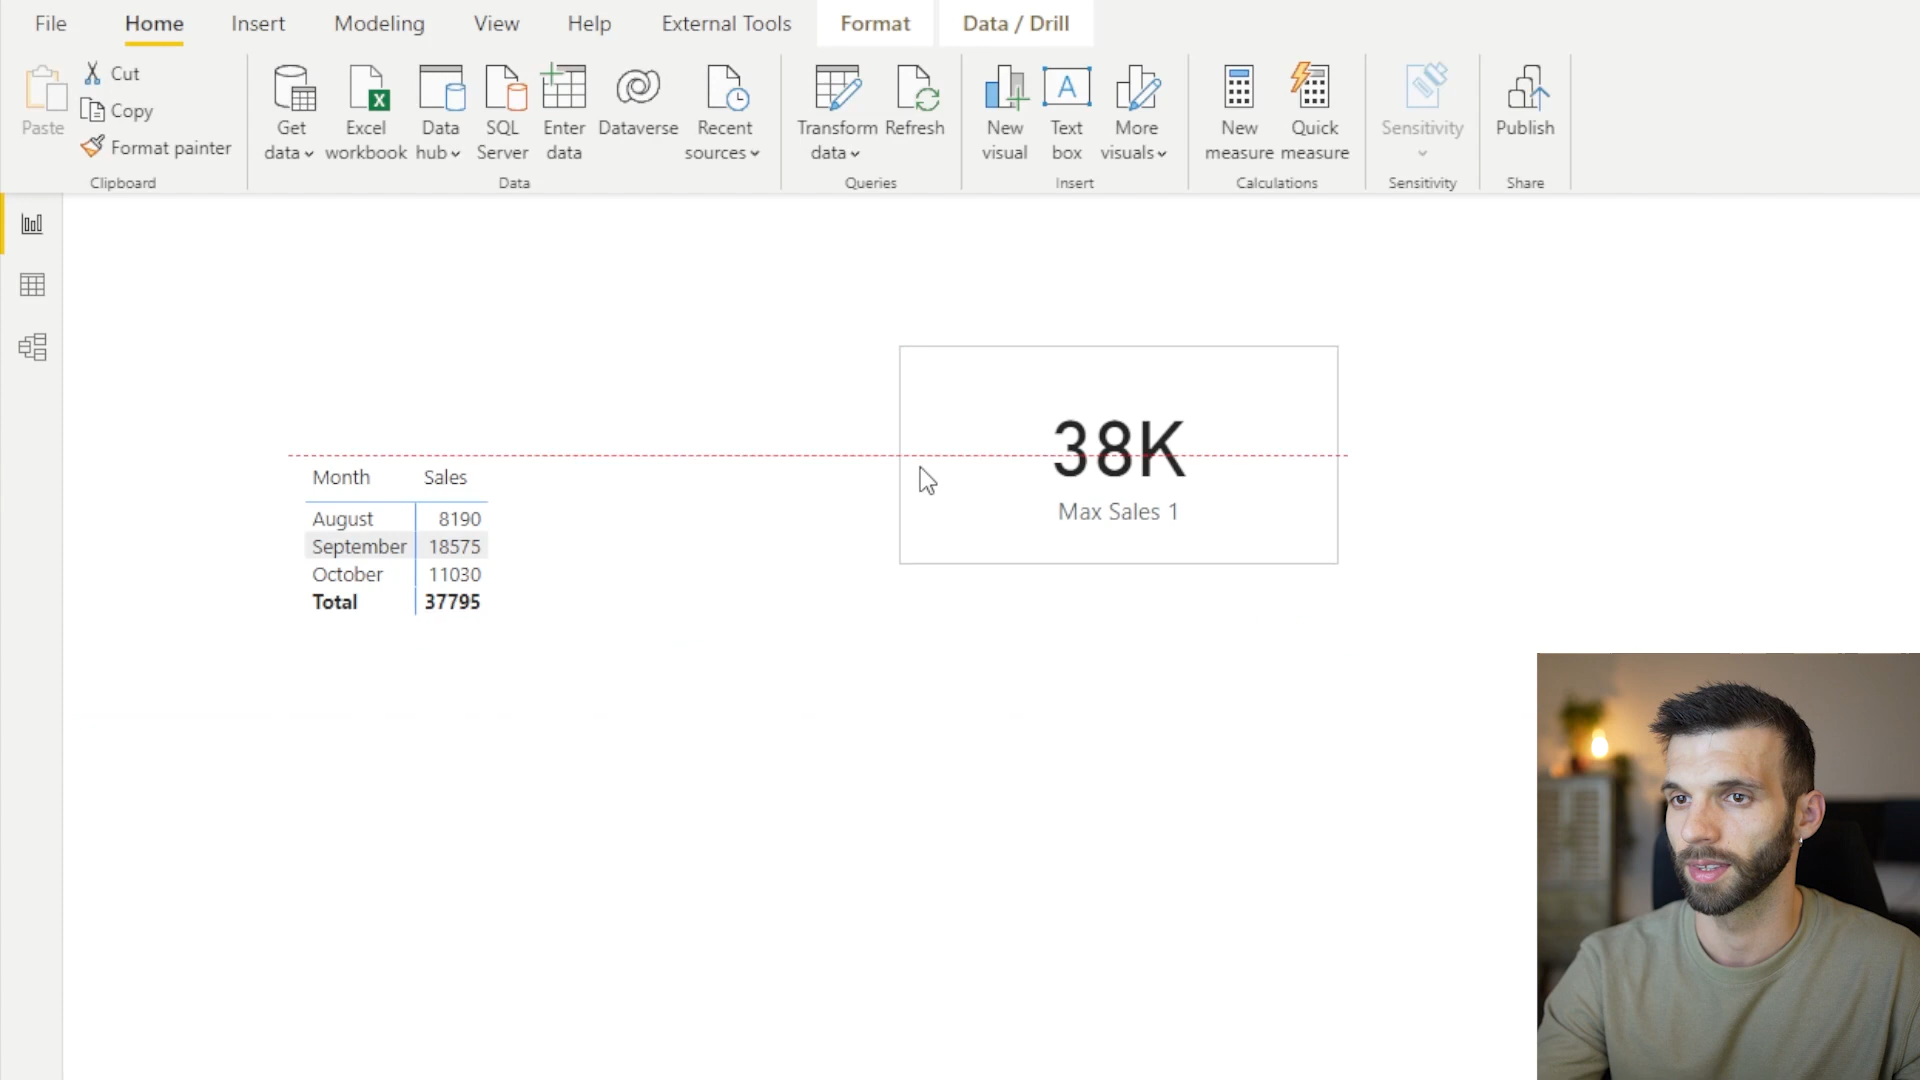 File Home Insert Modeling View Help External Tools Format Data / Drill
Paste
Cut
Copy
Format painter
Clipboard
Get data
Excel workbook
Data hub
SQL Server
Enter data
Dataverse
Recent sources
Data
Transform data
Refresh
Queries
New visual
Text box
More visuals
Insert
New measure
Quick measure
Calculations
Sensitivity
Sensitivity
Publish
Share
38K
Max Sales 1
Month Sales
August 8190
September 18575
October 11030
Total 37795